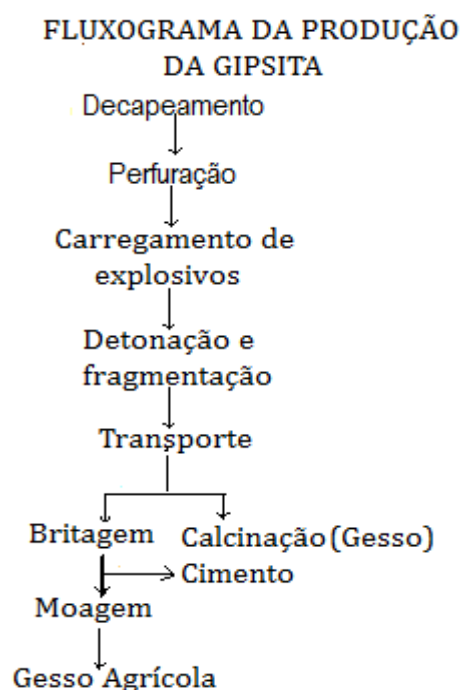 FLUXOGRAMA DA PRODUÇÃO
DA GIPSITA
Decapeamento
Perfuração
Carregamento de
explosivos
Detonação e
fragmentação
Transporte
Britagem
Calcinação(Gesso)
Cimento
Moagem
Gesso Agrícola